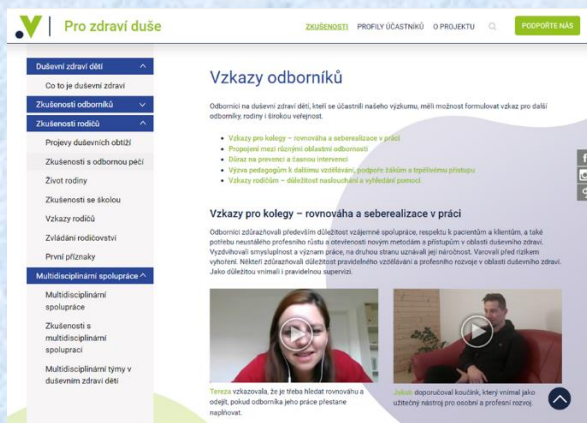 Pro zdraví duše
ZKUŠENOSTI
PROFILY ÚČASTNÍKŮ
O PROJEKTU
PODPOŘTE NÁS
Duševní zdraví dětí
Co to je duševní zdraví
Zkušenosti odborníků
Zkušenosti rodičů
Projevy duševních obtíží
Zkušenosti s odbornou péčí
Život rodiny
Zkušenosti se školou
Vzkazy rodičů
Zvládání rodičovství
První příznaky
Multidisciplinární spolupráce
Multidisciplinární
spolupráce
Zkušenosti s
multidisciplinární
spoluprací
Multidisciplinární týmy v
duševním zdraví dětí
Vzkazy odborníků
Odborníci na duševní zdraví dětí, kteří se účastnili našeho výzkumu, měli možnost formulovat vzkaz pro další
odborníky, rodiny i širokou veřejnost.
Vzkazy pro kolegy – rovnováha a seberealizace v práci
Propojení mezi různými oblastmi odbornosti
Důraz na prevenci a časnou intervenci
Výzva pedagogům k dalšímu vzdělávání, podpoře žákům a trpělivému přístupu
Vzkazy rodičům – důležitost naslouchání a vyhledání pomoci
Vzkazy pro kolegy – rovnováha a seberealizace v práci
Odborníci zdůrazňovali především důležitost vzájemné spolupráce, respektu k pacientům a klientům, a také
potřebu neustálého profesního růstu a otevřenosti novým metodám a přístupům v oblasti duševního zdraví.
Vyzdvihovali smysluplnost a význam práce, na druhou stranu uznávali její náročnost. Varovali před rizikem
vyhoření. Někteří zdůrazňovali důležitost pravidelného vzdělávání a profesního rozvoje v oblasti duševního zdraví.
Jako důležitou vnímali i pravidelnou supervizi.
Tereza vzkazovala, že je třeba hledat rovnováhu a
odejít, pokud odborníka jeho práce přestane
naplňovat.
Jakub doporučoval koučink, který vnímal jako
užitečný nástroj pro osobní a profesní rozvoj.